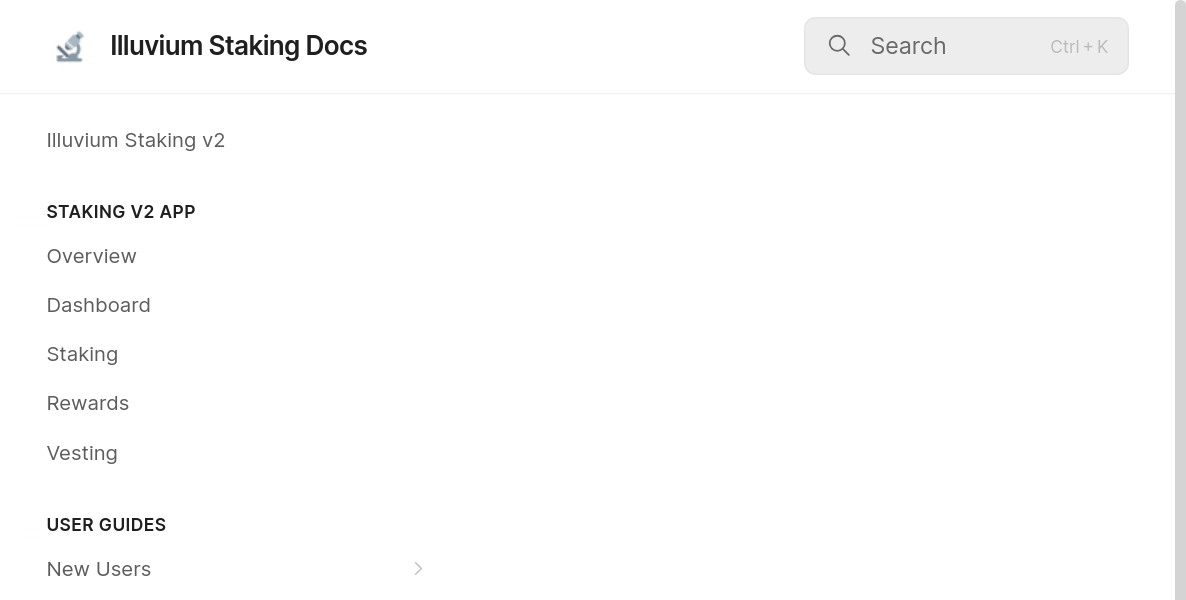 Illuvium Staking Docs
Search
Ctrl + K
Illuvium Staking v2
STAKING V2 APP
Overview
Dashboard
Staking
Rewards
Vesting
USER GUIDES
New Users